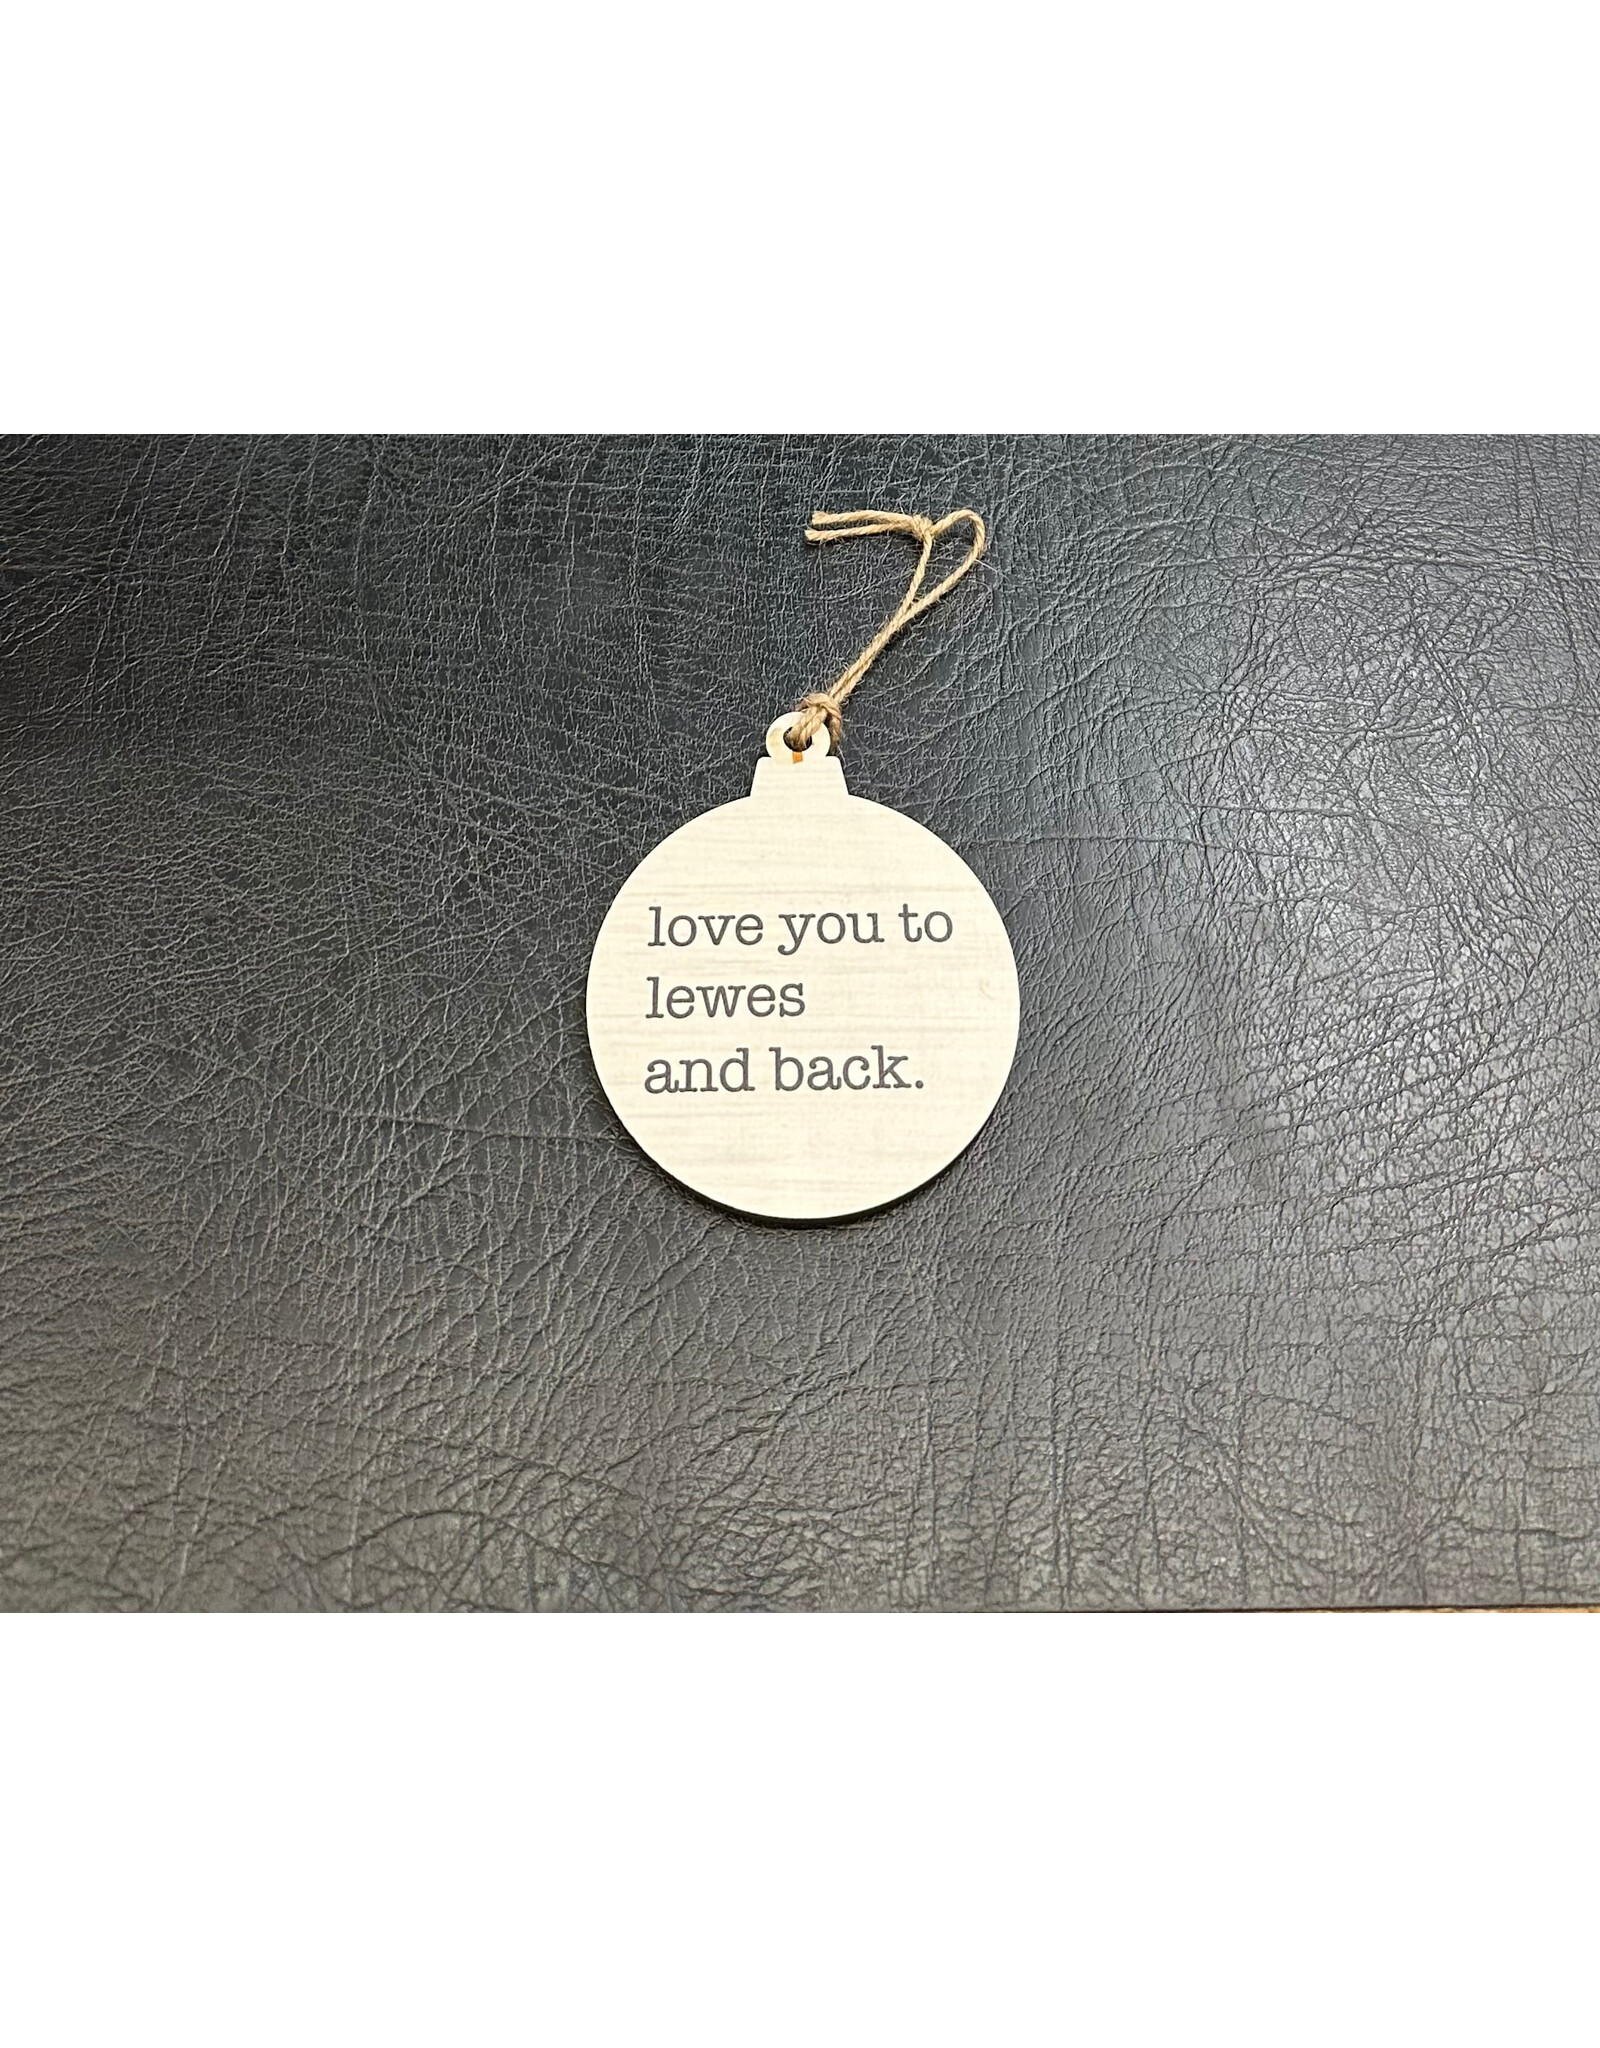 love you to
lewes
and back.